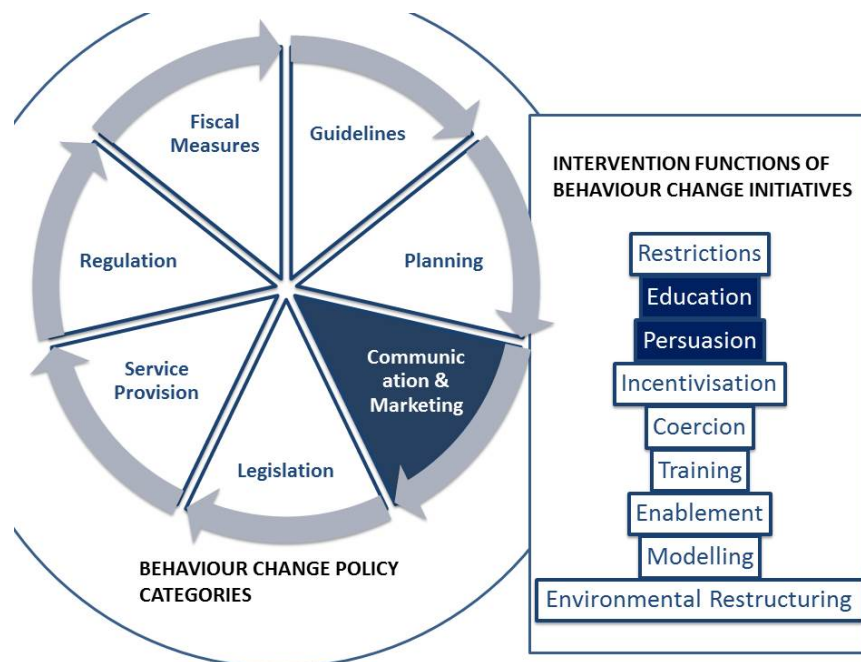 Fiscal
Measures
Guidelines
Regulation
Planning
Service
Provision
Communic
ation &
Marketing
Legislation
BEHAVIOUR CHANGE POLICY
CATEGORIES
INTERVENTION FUNCTIONS OF
BEHAVIOUR CHANGE INITIATIVES
Restrictions
Education
Persuasion
Incentivisation
Coercion
Training
Enablement
Modelling
Environmental Restructuring